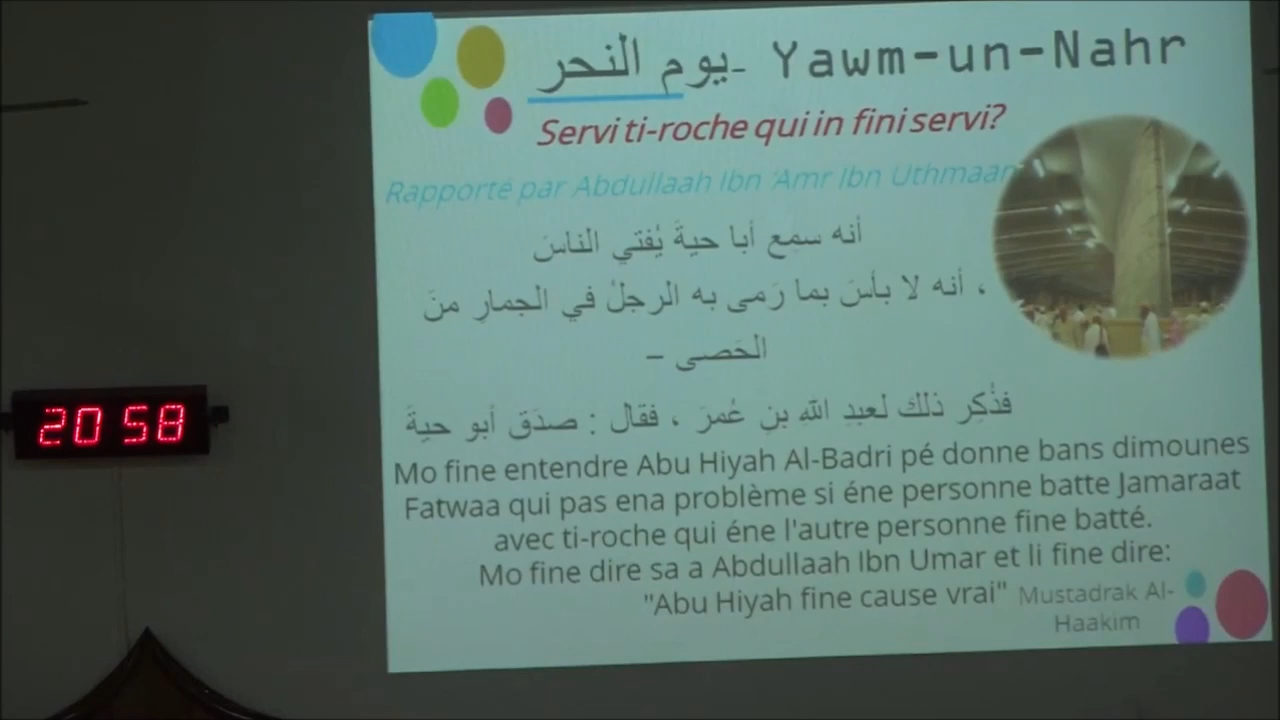 يوم النحر - Yawm-un-Nahr
Servi ti-roche qui in fini servi?
Rapporté par Abdullaah Ibn ‘Amr Ibn Uthmaan
أنه سمِع أبا حيةَ يُفتي الناسَ
، أنه لا بأسَ بما رَمى به الرجلُ في الجمارِ منَ
الحَصى –
فذُكِر ذلك لعبدِ اللهِ بنِ عُمرَ ، فقال : صدَق أبو حيةَ
Mo fine entendre Abu Hiyah Al-Badri pé donne bans dimounes
Fatwaa qui pas ena problème si éne personne batte Jamaraat
avec ti-roche qui éne l'autre personne fine batté.
Mo fine dire sa a Abdullaah Ibn Umar et li fine dire:
"Abu Hiyah fine cause vrai" Mustadrak Al-
Haakim
20 58